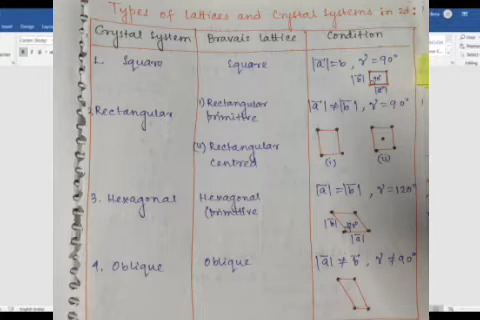 Types of lattices and Crystal Systems in 2d:
Crystal System Bravais lattice Condition
1. Square Square |a⃗|=b, r=90°
|b⃗| 90°
|a⃗|
2. Rectangular i) Rectangular primitive |a⃗|≠|b⃗|, r=90°
(ii) Rectangular centred
(i) (ii)
3. Hexagonal Hexagonal primitive |a⃗|=|b⃗|, r=120°
|b⃗|
|a⃗|
4. Oblique Oblique |a⃗|≠b⃗, r≠90°